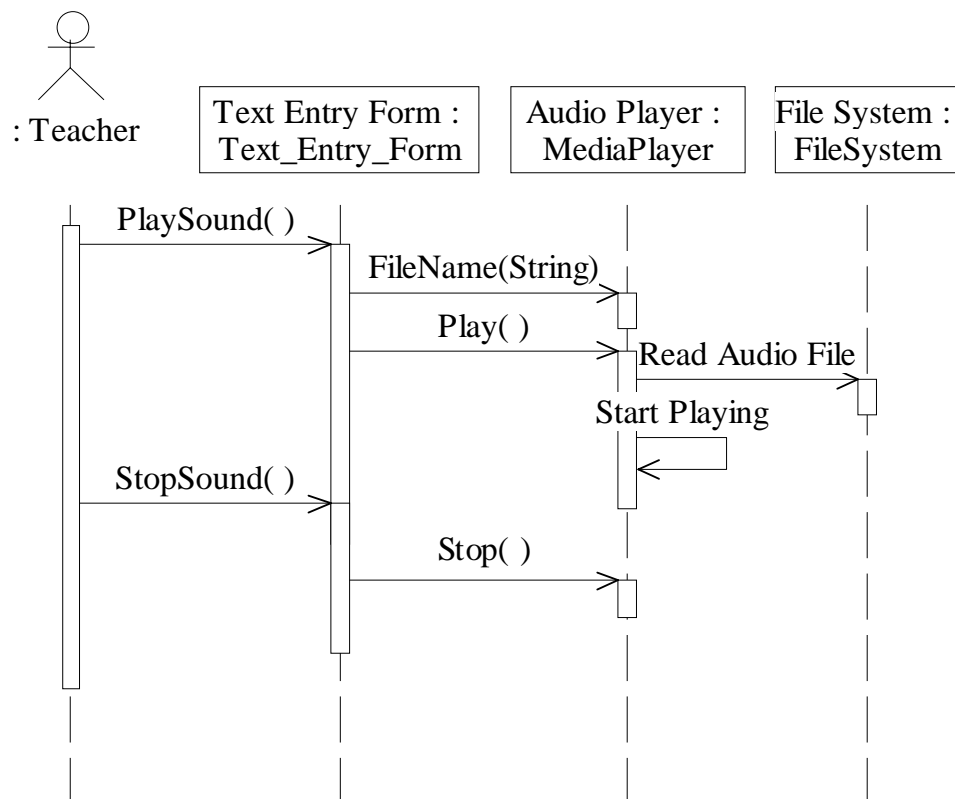 : Teacher
Text Entry Form :
Text_Entry_Form
Audio Player :
MediaPlayer
File System :
FileSystem
PlaySound( )
FileName(String)
Play( )
Read Audio File
Start Playing
StopSound( )
Stop( )